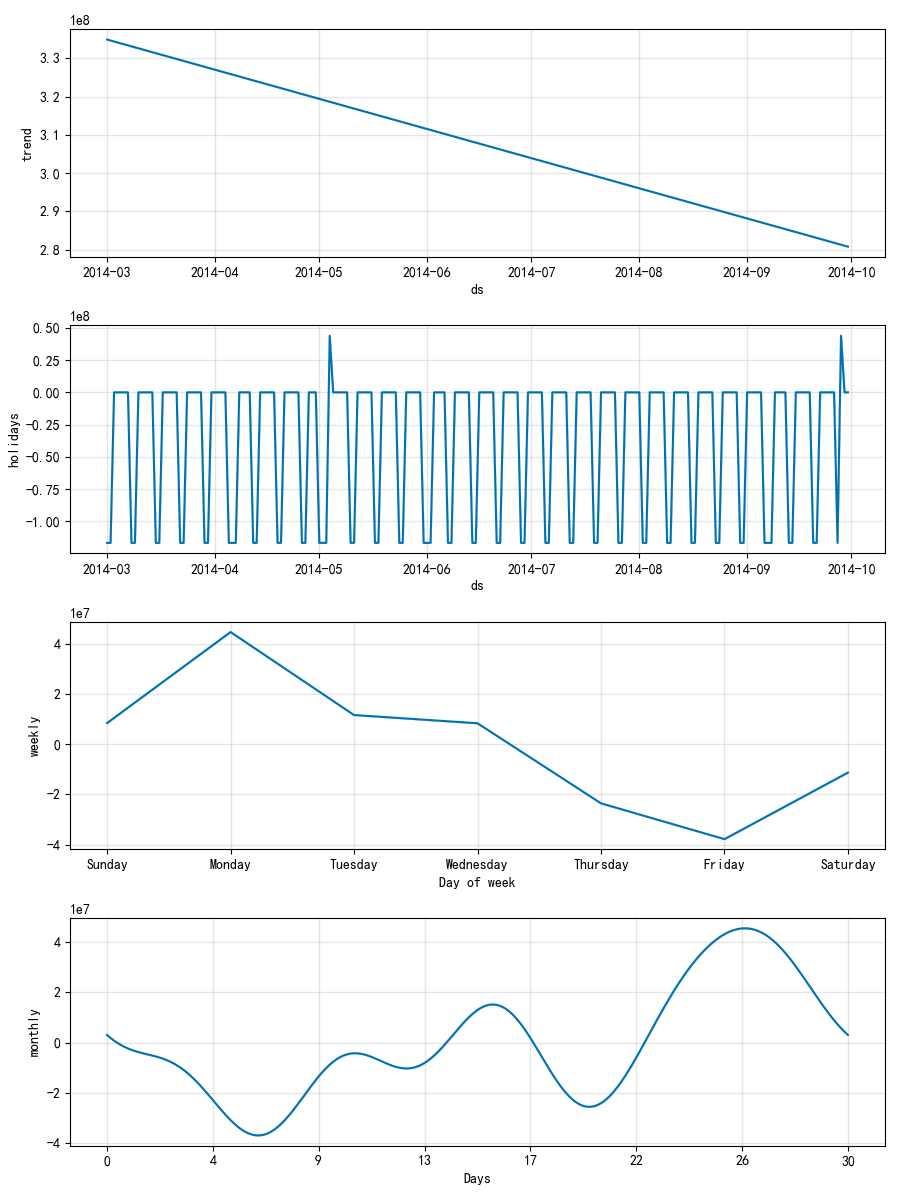 1e8
3.3
3.2
3.1
3.0
2.9
2.8
trend
2014−03 2014−04 2014−05 2014−06 2014−07 2014−08 2014−09 2014−10
ds
1e8
0.50
0.25
0.00
−0.25
−0.50
−0.75
−1.00
holidays
2014−03 2014−04 2014−05 2014−06 2014−07 2014−08 2014−09 2014−10
ds
1e7
4
2
0
−2
−4
weekly
Sunday Monday Tuesday Wednesday Thursday Friday Saturday
Day of week
1e7
4
2
0
−2
−4
monthly
0 4 9 13 17 22 26 30
Days